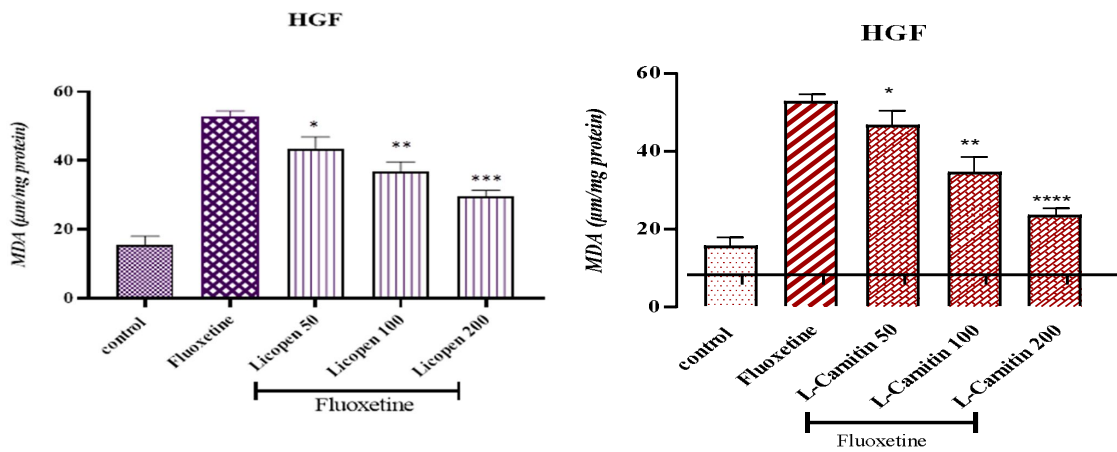 HGF
MDA (μm/mg protein)
60
40
20
0
*
**
***
control
Fluoxetine
Licopen 50
Licopen 100
Licopen 200
Fluoxetine
HGF
MDA (μm/mg protein)
60
40
20
0
*
**
****
control
Fluoxetine
L-Carnitin 50
L-Carnitin 100
L-Carnitin 200
Fluoxetine